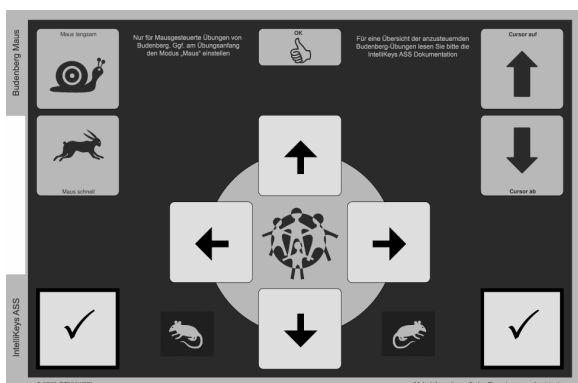 Budenberg Maus
Maus langsam
Nur für Mausgesteuerte Übungen von
Budenberg. Ggf. am Übungsanfang
den Modus „Maus" einstellen
OK
Für eine Übersicht der anzusteuernden
Budenberg-Übungen lesen Sie bitte die
IntelliKeys ASS Dokumentation
Cursor auf
Maus schnell
Cursor ab
IntelliKeys ASS